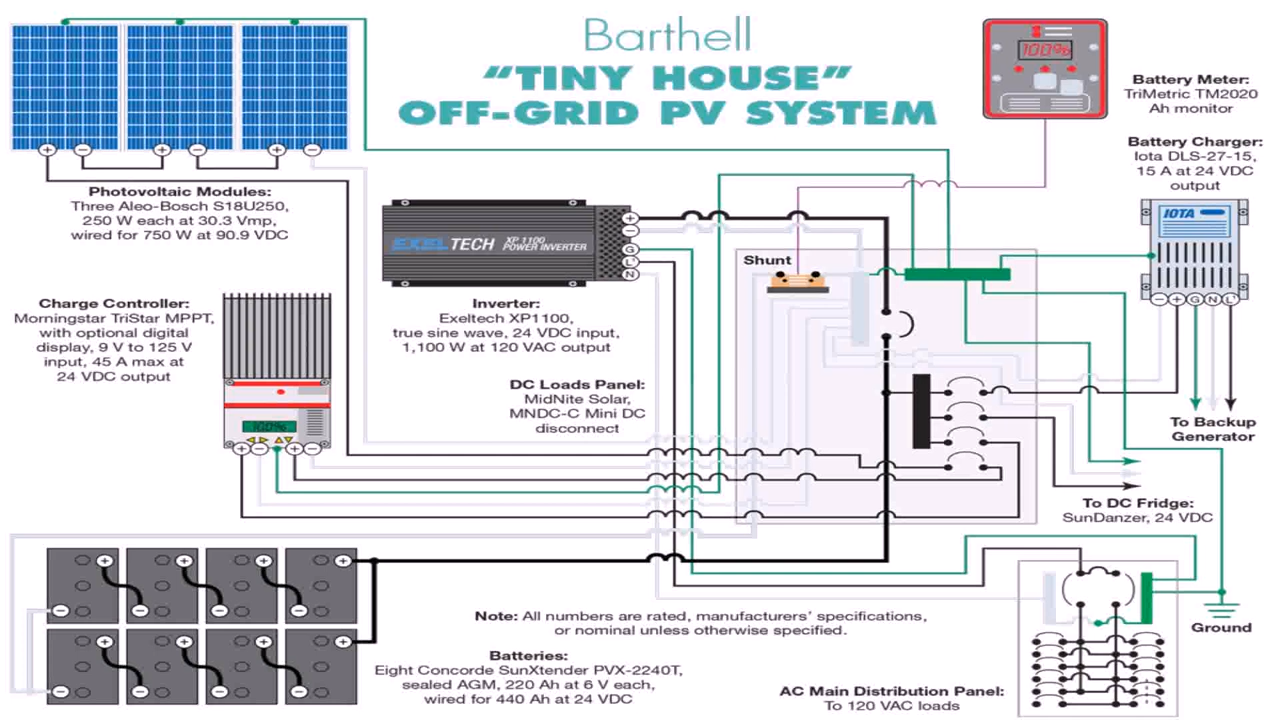 Barthell
“TINY HOUSE”
OFF-GRID PV SYSTEM
100%
Battery Meter:
TriMetric TM2020
Ah monitor
Battery Charger:
Iota DLS-27-15,
15 A at 24 VDC
output
IOTA
− + G N L¹
To Backup
Generator
+ − + − + −
Photovoltaic Modules:
Three Aleo-Bosch S18U250,
250 W each at 30.3 Vmp,
wired for 750 W at 90.9 VDC
EXELTECH XP 1100
POWER INVERTER
+
−
G
L¹
N
Inverter:
Exeltech XP1100,
true sine wave, 24 VDC input,
1,100 W at 120 VAC output
Shunt
Charge Controller:
Morningstar TriStar MPPT,
with optional digital
display, 9 V to 125 V
input, 45 A max at
24 VDC output
100%
+ − + −
DC Loads Panel:
MidNite Solar,
MNDC-C Mini DC
disconnect
To DC Fridge:
SunDanzer, 24 VDC
+ + + +
− − − −
+ + + +
− − − −
Note: All numbers are rated, manufacturers’ specifications,
or nominal unless otherwise specified.
Batteries:
Eight Concorde SunXtender PVX-2240T,
sealed AGM, 220 Ah at 6 V each,
wired for 440 Ah at 24 VDC
Ground
AC Main Distribution Panel:
To 120 VAC loads